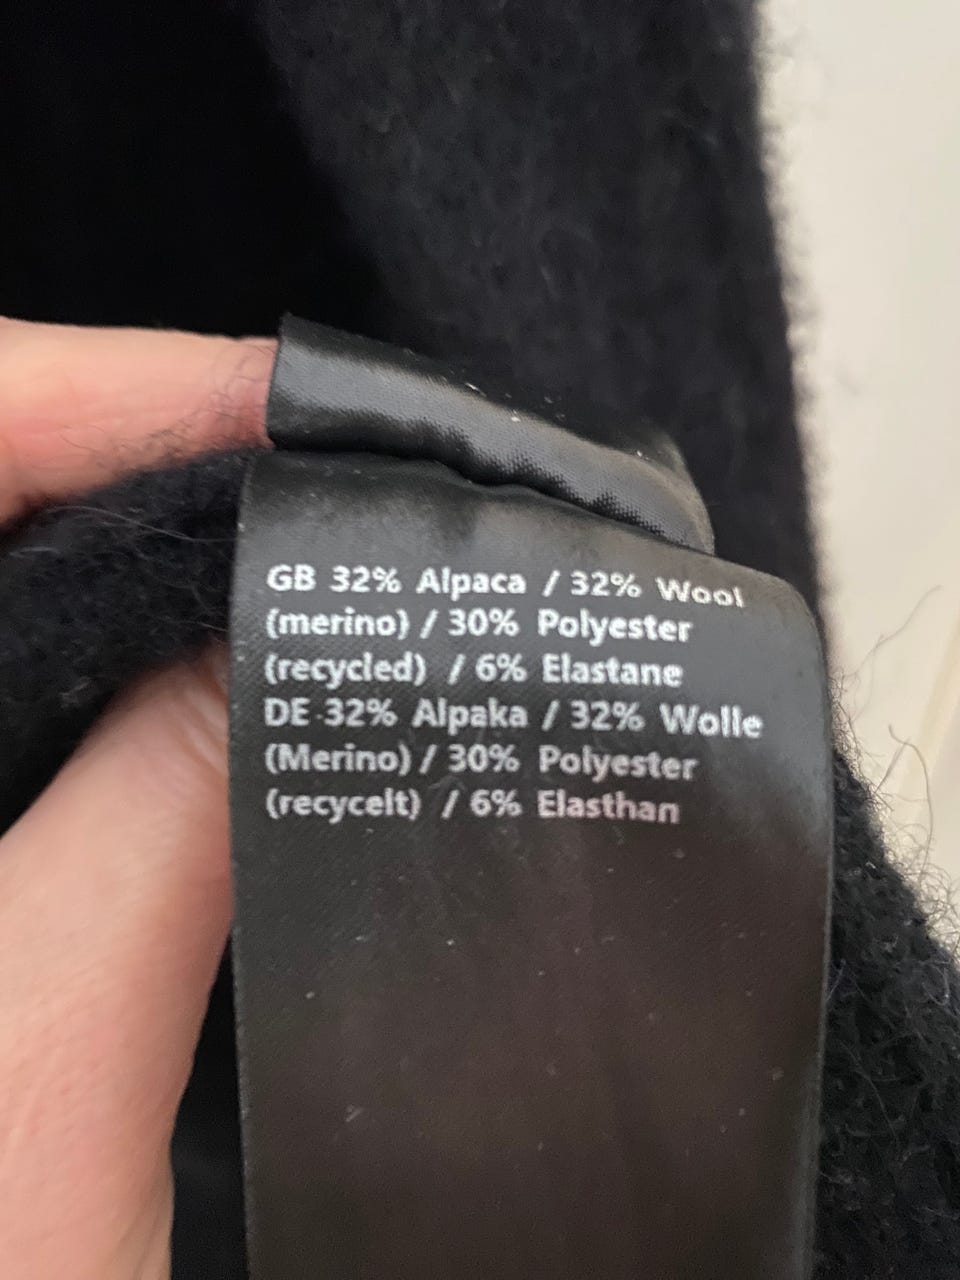 GB 32% Alpaca / 32% Wool
(merino) / 30% Polyester
(recycled) / 6% Elastane
DE 32% Alpaka / 32% Wolle
(Merino) / 30% Polyester
(recycelt) / 6% Elasthan